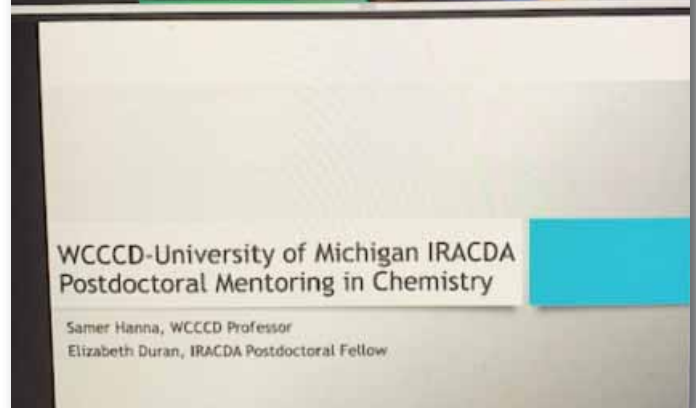 WCCCD-University of Michigan IRACDA
Postdoctoral Mentoring in Chemistry
Samer Hanna, WCCCD Professor
Elizabeth Duran, IRACDA Postdoctoral Fellow